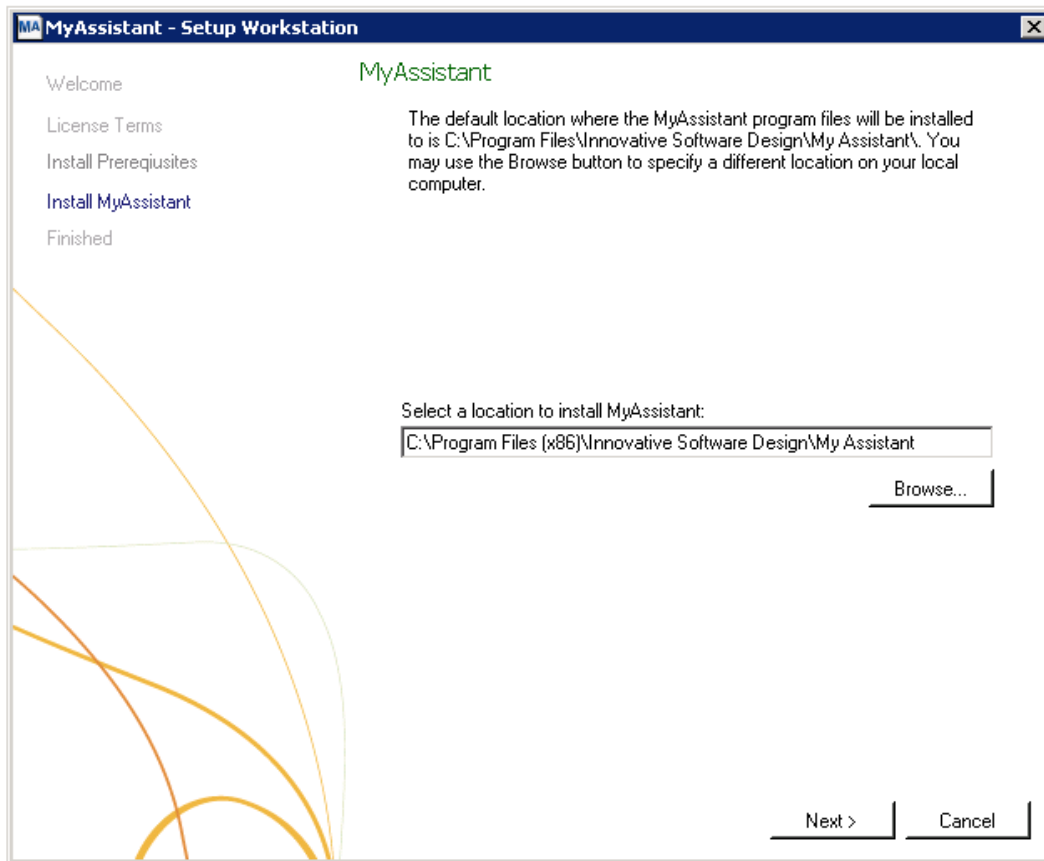 MA MyAssistant - Setup Workstation
Welcome
License Terms
Install Prereqiusites
Install MyAssistant
Finished
MyAssistant
The default location where the MyAssistant program files will be installed
to is C:\Program Files\Innovative Software Design\My Assistant\. You
may use the Browse button to specify a different location on your local
computer.
Select a location to install MyAssistant:
C:\Program Files (x86)\Innovative Software Design\My Assistant
Browse...
Next >
Cancel